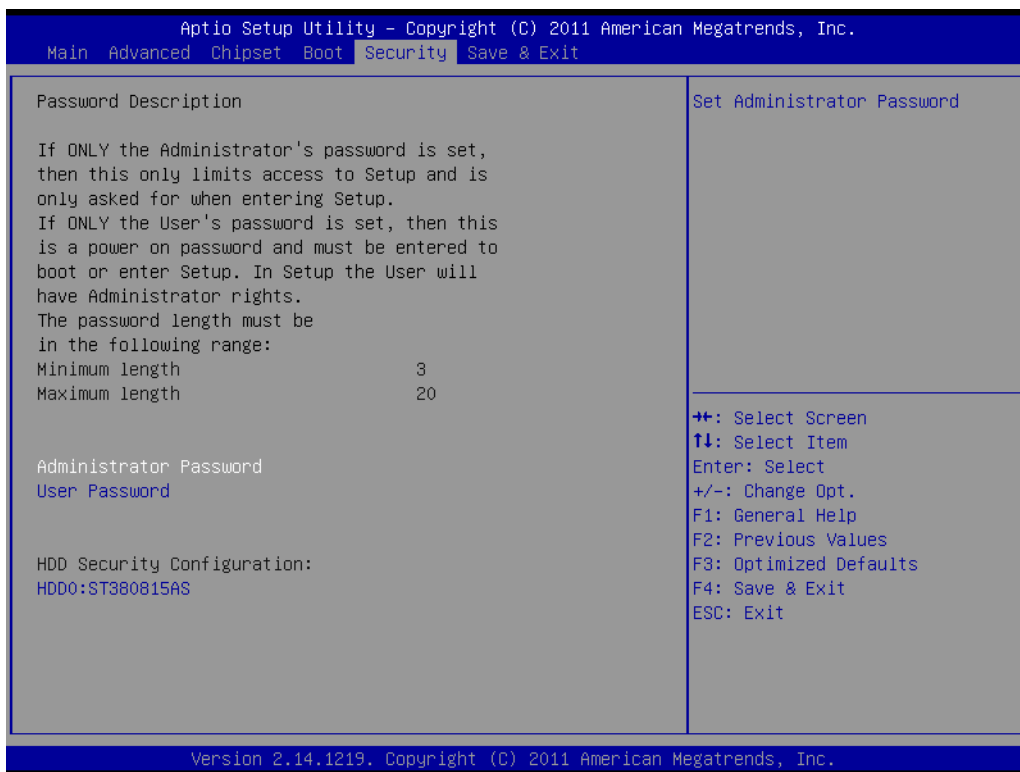 Aptio Setup Utility – Copyright (C) 2011 American Megatrends, Inc.
Main Advanced Chipset Boot Security Save & Exit
Password Description
If ONLY the Administrator's password is set,
then this only limits access to Setup and is
only asked for when entering Setup.
If ONLY the User's password is set, then this
is a power on password and must be entered to
boot or enter Setup. In Setup the User will
have Administrator rights.
The password length must be
in the following range:
Minimum length 3
Maximum length 20
Administrator Password
User Password
HDD Security Configuration:
HDD0:ST380815AS
Set Administrator Password
→←: Select Screen
↑↓: Select Item
Enter: Select
+/-: Change Opt.
F1: General Help
F2: Previous Values
F3: Optimized Defaults
F4: Save & Exit
ESC: Exit
Version 2.14.1219. Copyright (C) 2011 American Megatrends, Inc.